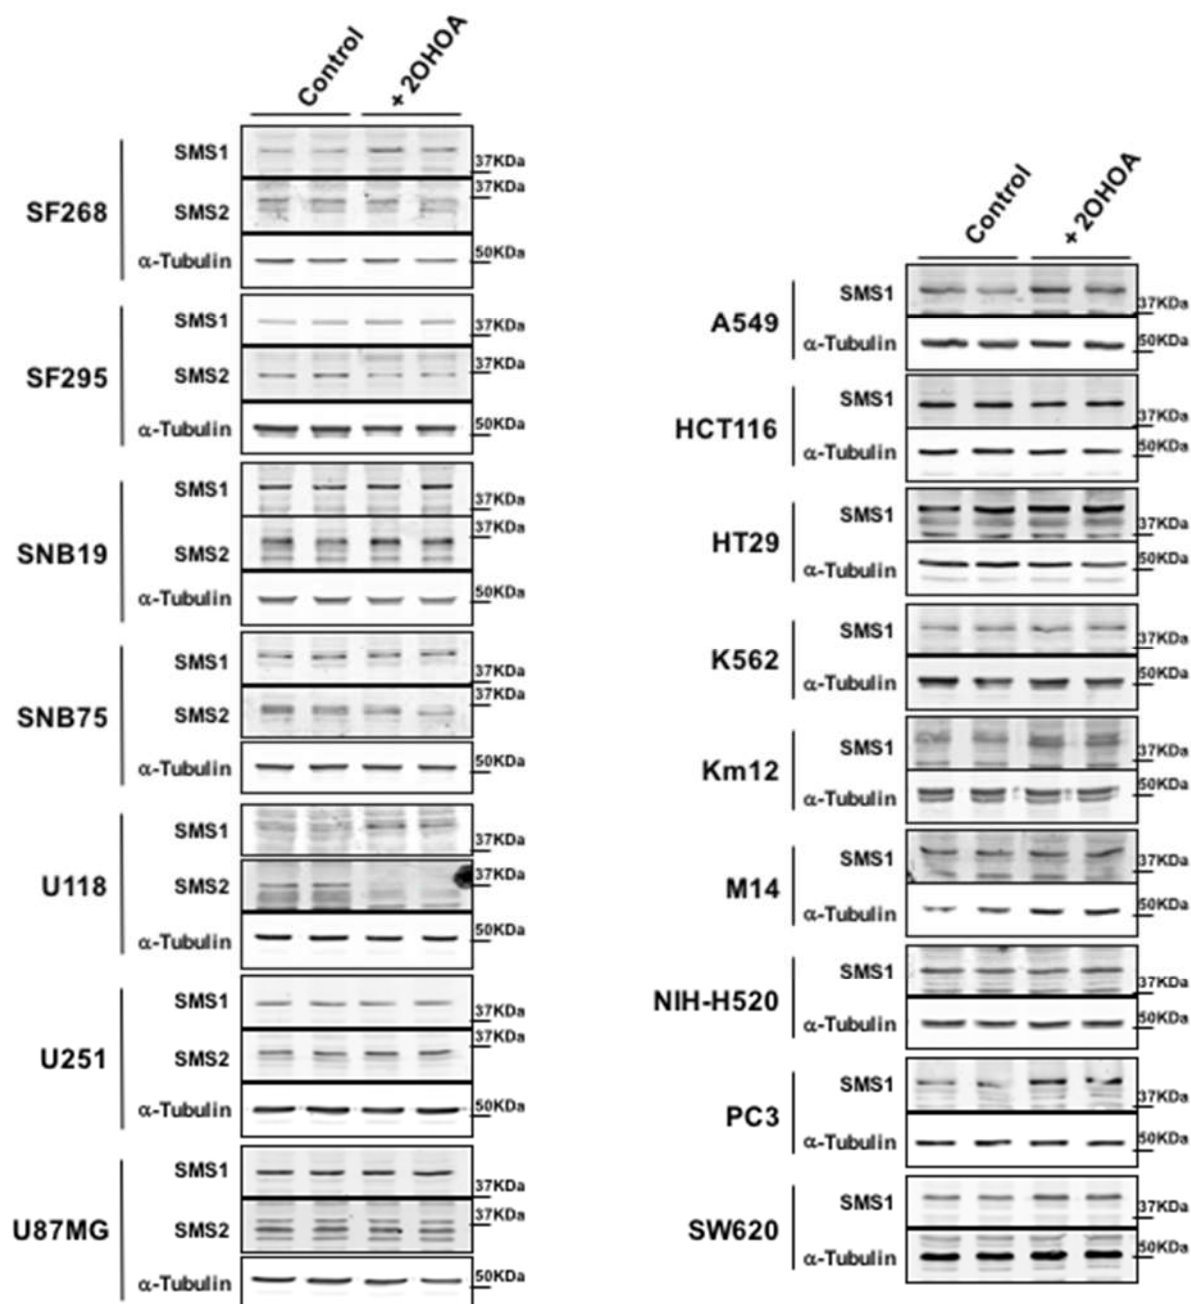 Control
+ 2OHOA
SF268
SMS1
37KDa
SMS2
37KDa
α-Tubulin
50KDa
SF295
SMS1
37KDa
SMS2
37KDa
α-Tubulin
50KDa
SNB19
SMS1
37KDa
SMS2
37KDa
α-Tubulin
50KDa
SNB75
SMS1
37KDa
SMS2
37KDa
α-Tubulin
50KDa
U118
SMS1
37KDa
SMS2
37KDa
α-Tubulin
50KDa
U251
SMS1
37KDa
SMS2
37KDa
α-Tubulin
50KDa
U87MG
SMS1
37KDa
SMS2
37KDa
α-Tubulin
50KDa
Control
+ 2OHOA
A549
SMS1
37KDa
α-Tubulin
50KDa
HCT116
SMS1
37KDa
α-Tubulin
50KDa
HT29
SMS1
37KDa
α-Tubulin
50KDa
K562
SMS1
37KDa
α-Tubulin
50KDa
Km12
SMS1
37KDa
α-Tubulin
50KDa
M14
SMS1
37KDa
α-Tubulin
50KDa
NIH-H520
SMS1
37KDa
α-Tubulin
50KDa
PC3
SMS1
37KDa
α-Tubulin
50KDa
SW620
SMS1
37KDa
α-Tubulin
50KDa